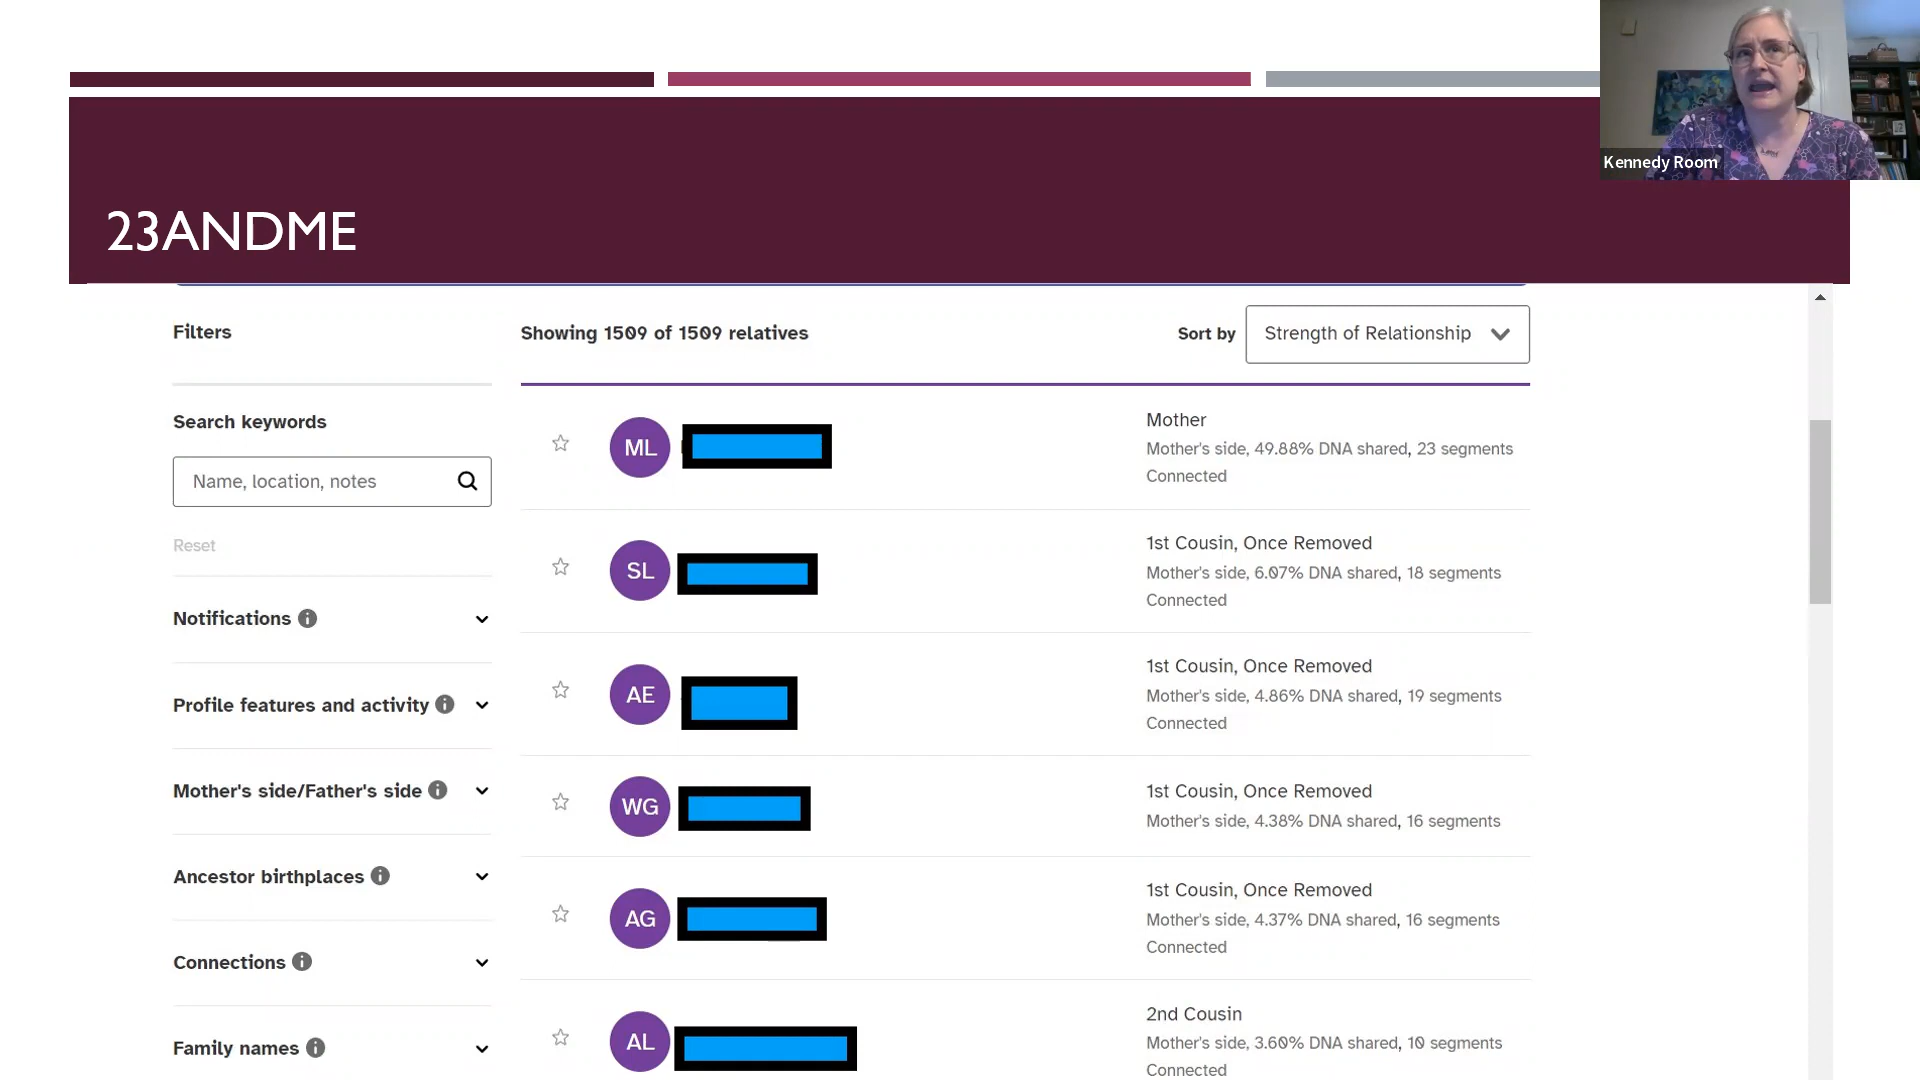 Kennedy Room
23ANDME
Filters
Showing 1509 of 1509 relatives
Sort by
Strength of Relationship
Search keywords
Name, location, notes
Reset
Notifications
Profile features and activity
Mother's side/Father's side
Ancestor birthplaces
Connections
Family names
ML
Mother
Mother's side, 49.88% DNA shared, 23 segments
Connected
SL
1st Cousin, Once Removed
Mother's side, 6.07% DNA shared, 18 segments
Connected
AE
1st Cousin, Once Removed
Mother's side, 4.86% DNA shared, 19 segments
Connected
WG
1st Cousin, Once Removed
Mother's side, 4.38% DNA shared, 16 segments
AG
1st Cousin, Once Removed
Mother's side, 4.37% DNA shared, 16 segments
Connected
AL
2nd Cousin
Mother's side, 3.60% DNA shared, 10 segments
Connected